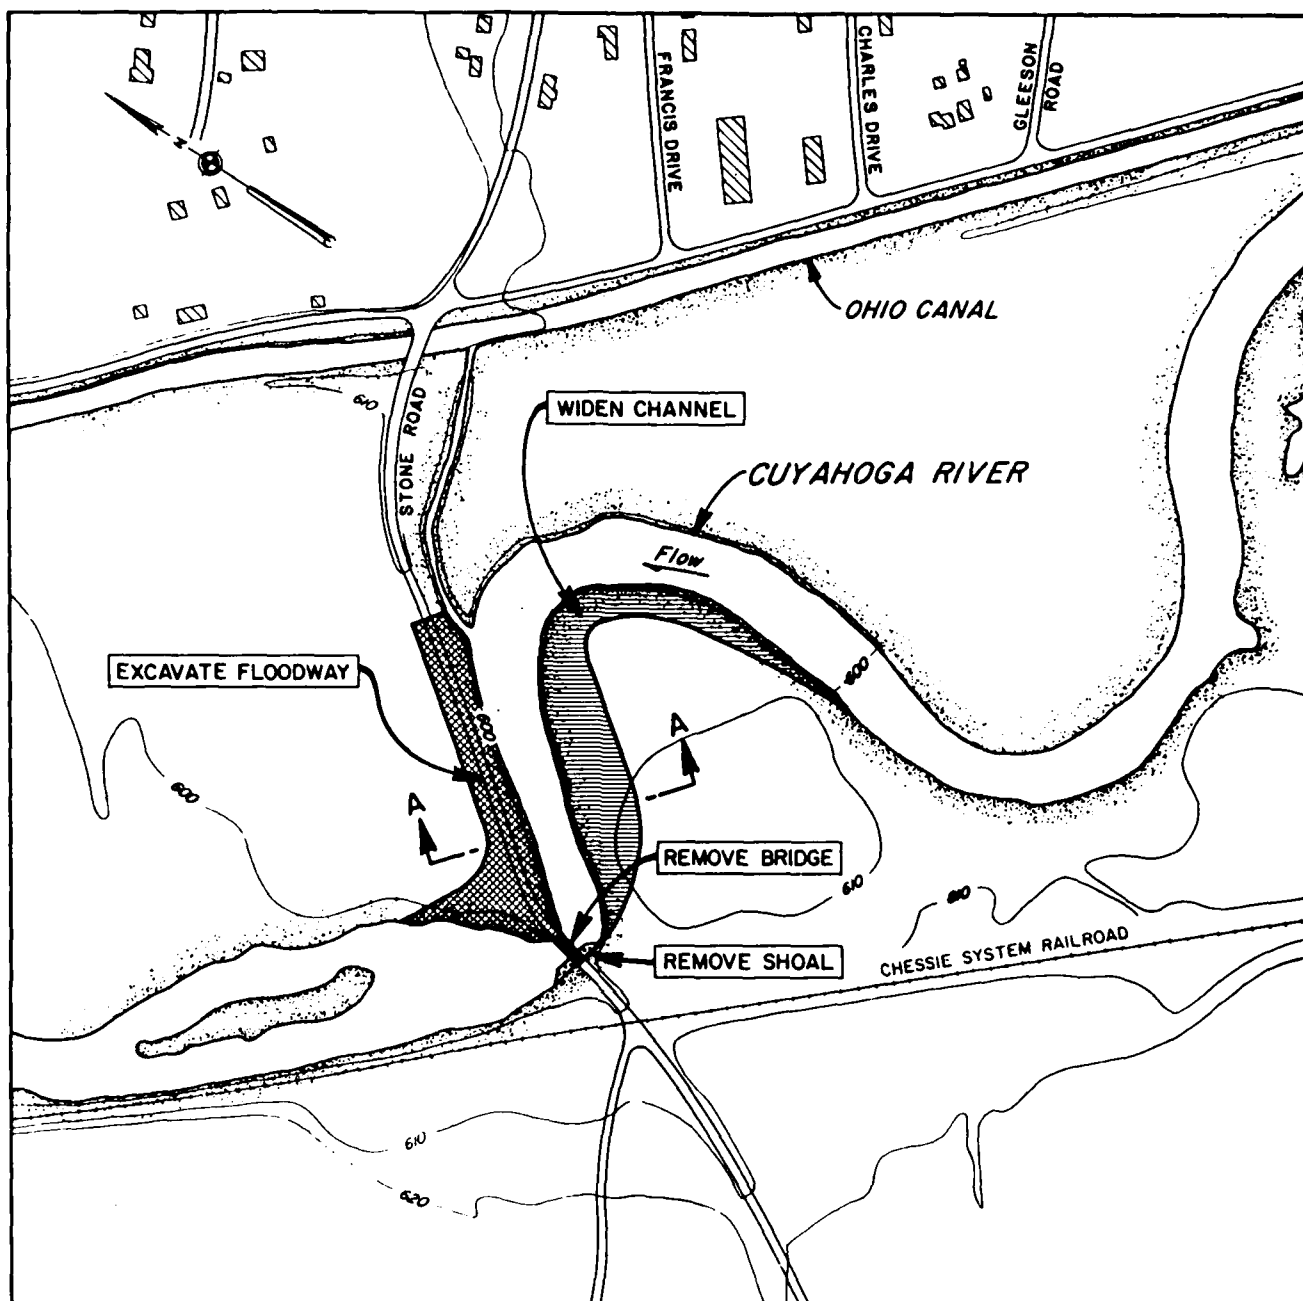 FRANCIS DRIVE
CHARLES DRIVE
GLEESON
ROAD
N
OHIO CANAL
610
STONE ROAD
WIDEN CHANNEL
CUYAHOGA RIVER
Flow
EXCAVATE FLOODWAY
600
600
A
600
A
REMOVE BRIDGE
610
610
REMOVE SHOAL
CHESSIE SYSTEM RAILROAD
610
620